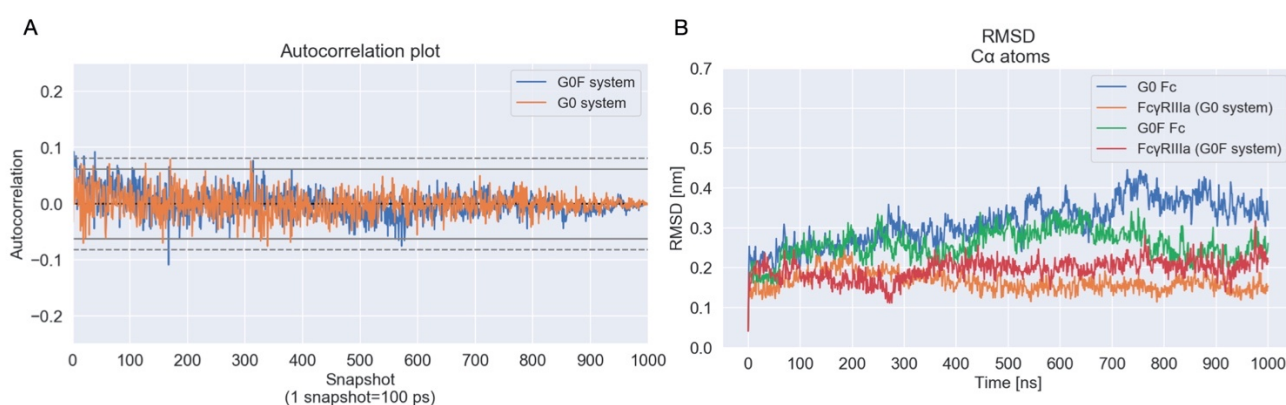 A
Autocorrelation plot
G0F system
G0 system
Autocorrelation
0.2
0.1
0.0
−0.1
−0.2
0 100 200 300 400 500 600 700 800 900 1000
Snapshot
(1 snapshot=100 ps)
B
RMSD
Cα atoms
G0 Fc
FcγRIIIa (G0 system)
G0F Fc
FcγRIIIa (G0F system)
RMSD [nm]
0.7
0.6
0.5
0.4
0.3
0.2
0.1
0.0
0 100 200 300 400 500 600 700 800 900 1000
Time [ns]